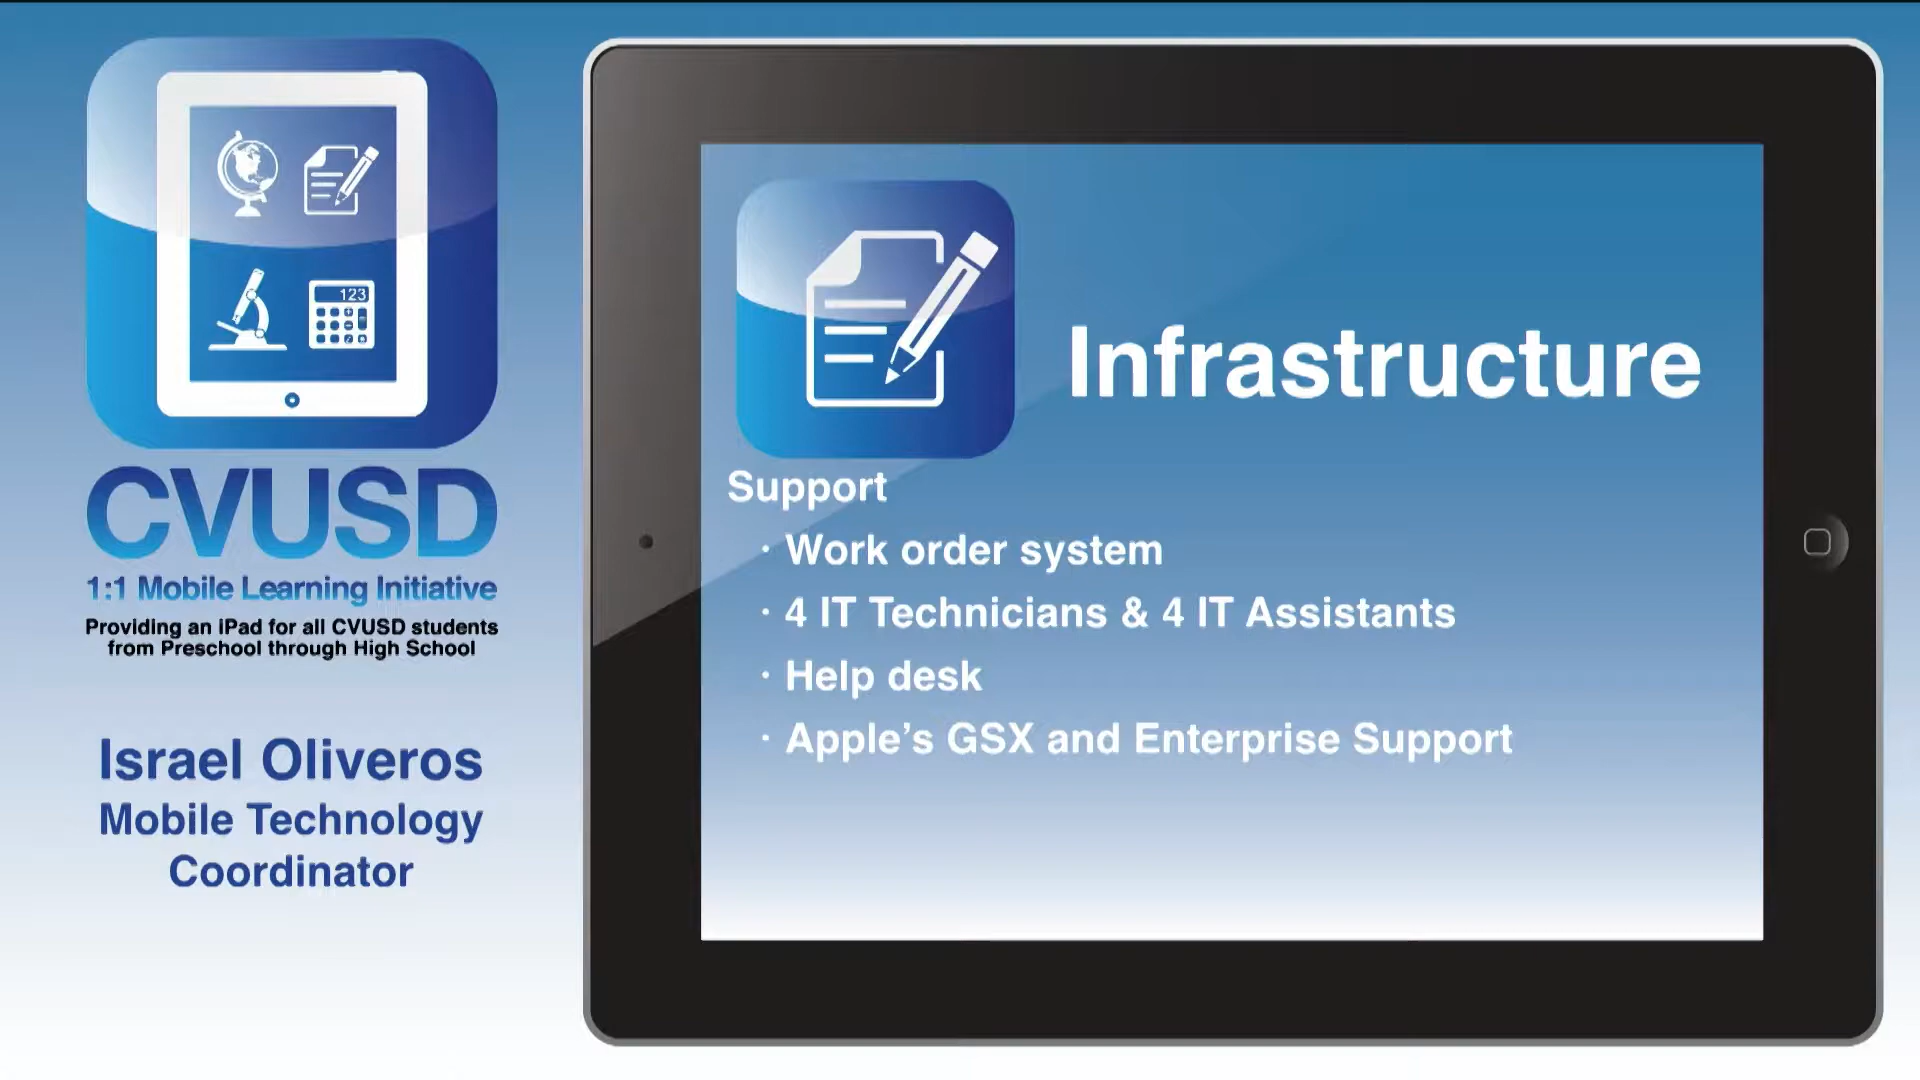 123
CVUSD
1:1 Mobile Learning Initiative
Providing an iPad for all CVUSD students
from Preschool through High School
Israel Oliveros
Mobile Technology
Coordinator
Infrastructure
Support
· Work order system
· 4 IT Technicians & 4 IT Assistants
· Help desk
· Apple’s GSX and Enterprise Support